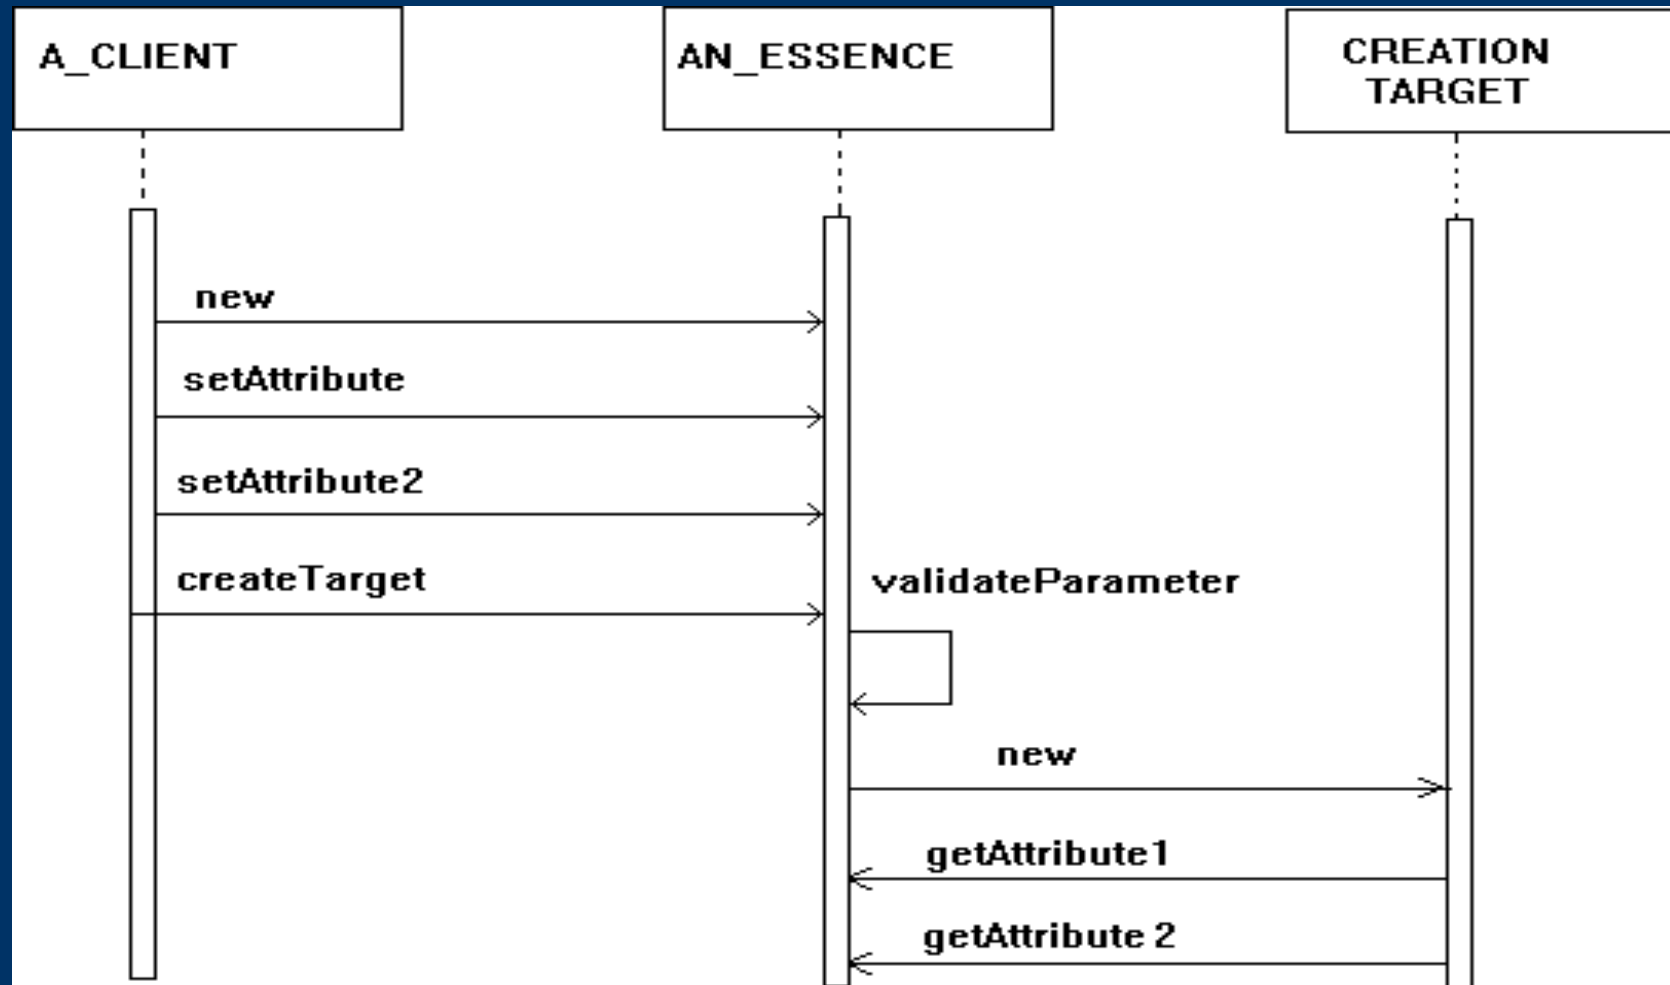 A_CLIENT
AN_ESSENCE
CREATION
TARGET
new
setAttribute
setAttribute2
createTarget
validateParameter
new
getAttribute1
getAttribute 2